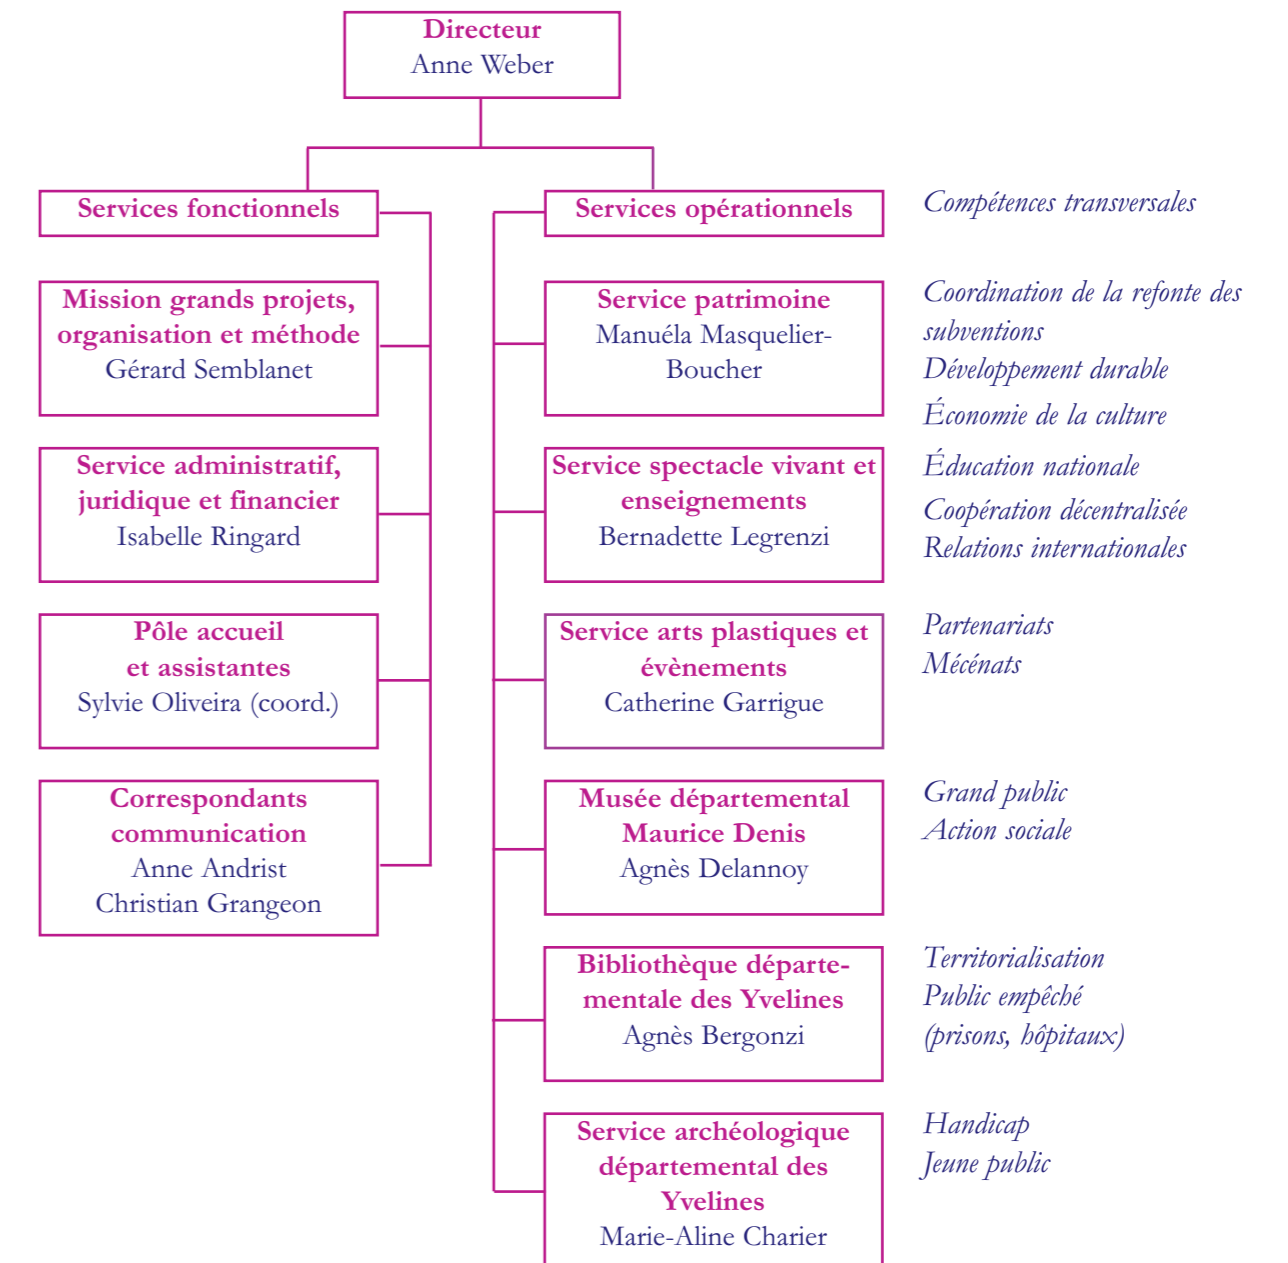 Directeur
Anne Weber
Services fonctionnels
Mission grands projets,
organisation et méthode
Gérard Semblanet
Service administratif,
juridique et financier
Isabelle Ringard
Pôle accueil
et assistantes
Sylvie Oliveira (coord.)
Correspondants
communication
Anne Andrist
Christian Grangeon
Services opérationnels
Compétences transversales
Service patrimoine
Manuéla Masquelier-
Boucher
Coordination de la refonte des
subventions
Développement durable
Économie de la culture
Service spectacle vivant et
enseignements
Bernadette Legrenzi
Éducation nationale
Coopération décentralisée
Relations internationales
Service arts plastiques et
évènements
Catherine Garrigue
Partenariats
Mécénats
Musée départemental
Maurice Denis
Agnès Delannoy
Grand public
Action sociale
Bibliothèque départe-
mentale des Yvelines
Agnès Bergonzi
Territorialisation
Public empêché
(prisons, hôpitaux)
Service archéologique
départemental des
Yvelines
Marie-Aline Charier
Handicap
Jeune public